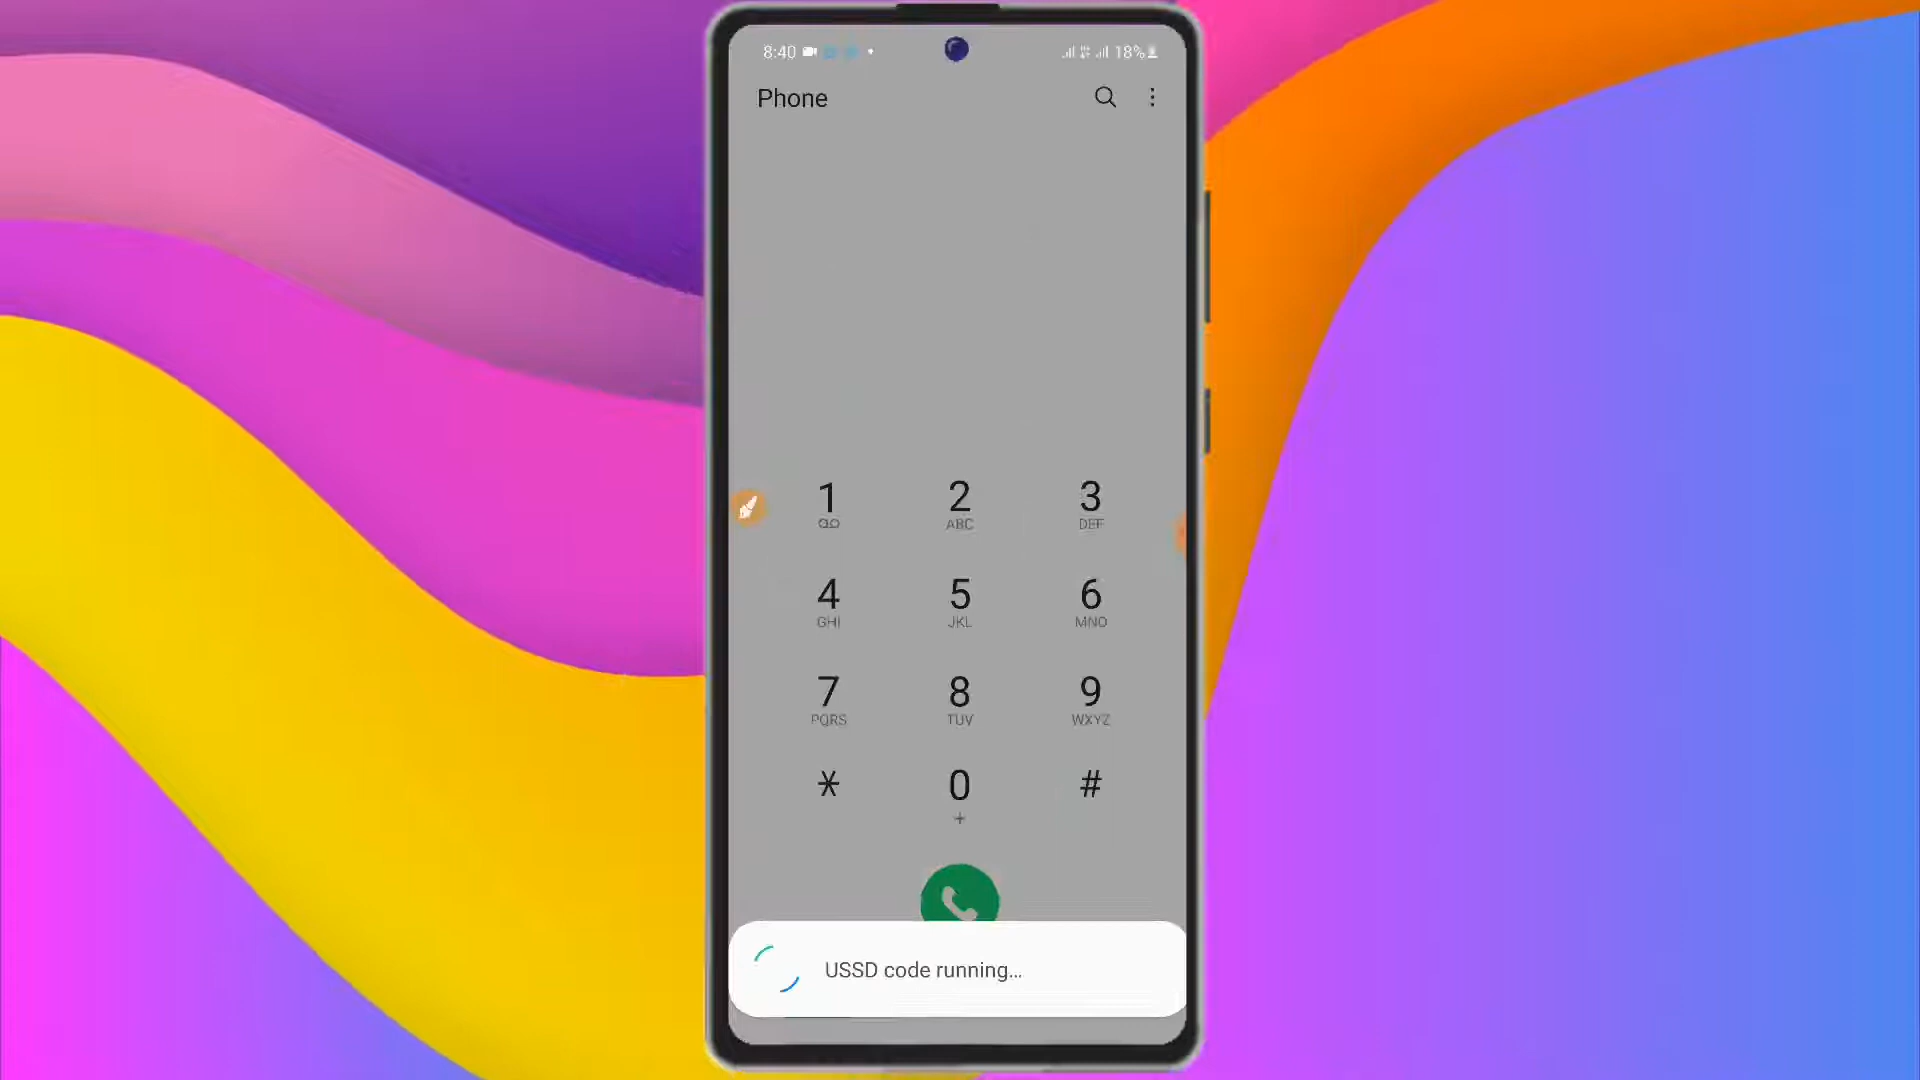 8:40 18%
Phone
1 2 3
ABC DEF
4 5 6
GHI JKL MNO
7 8 9
PQRS TUV WXYZ
* 0 #
+
USSD code running...